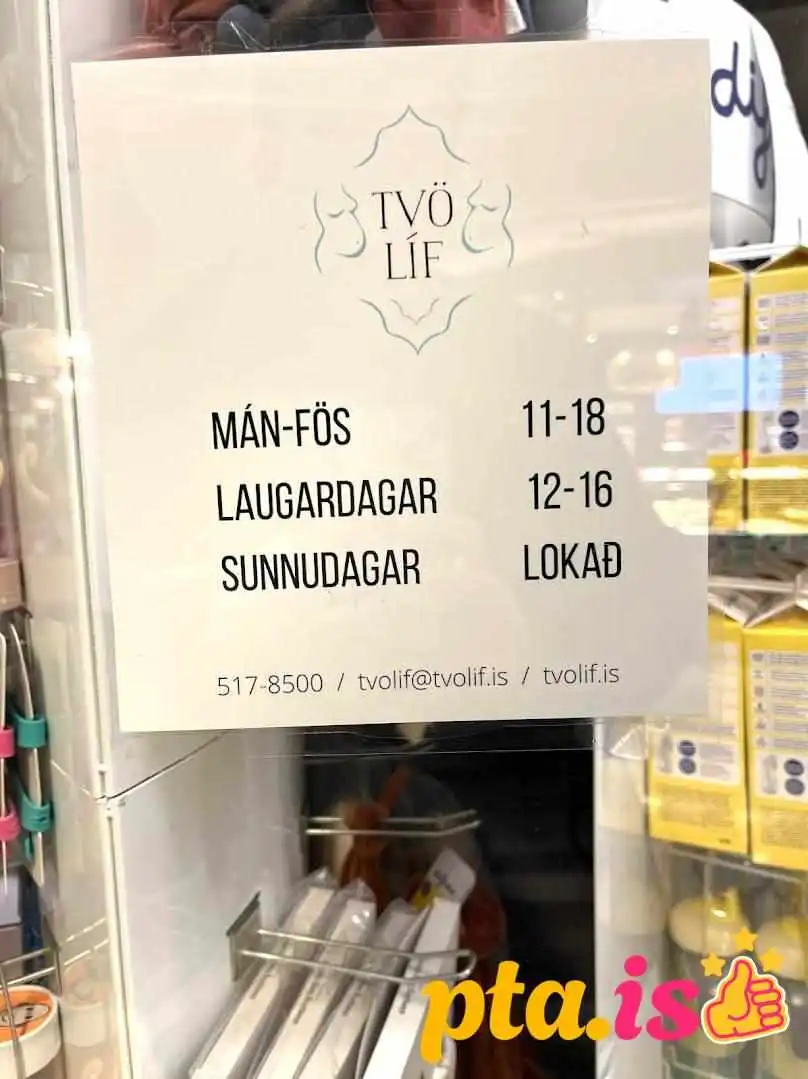 TVÖ
LÍF
MÁN-FÖS 11-18
LAUGARDAGAR 12-16
SUNNUDAGAR LOKAÐ
517-8500 / tvolif@tvolif.is / tvolif.is
pta.is